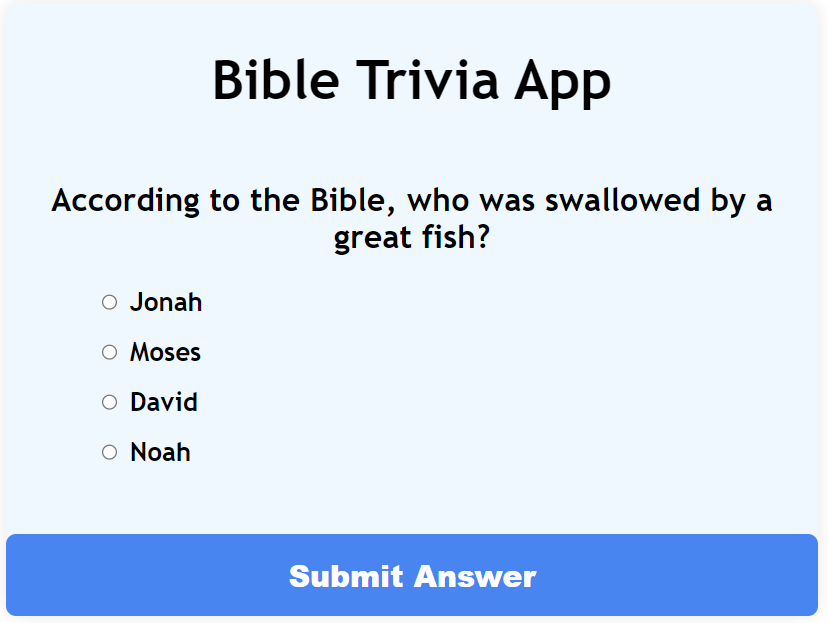 Bible Trivia App
According to the Bible, who was swallowed by a
great fish?
Jonah
Moses
David
Noah
Submit Answer